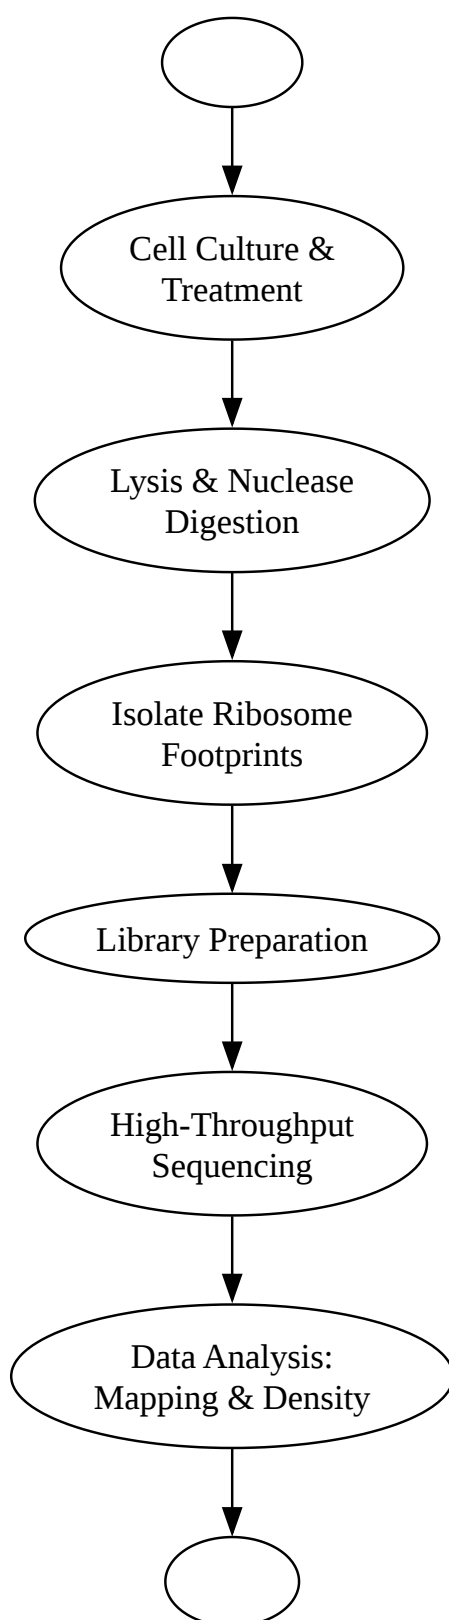 Cell Culture &
Treatment
Lysis & Nuclease
Digestion
Isolate Ribosome
Footprints
Library Preparation
High-Throughput
Sequencing
Data Analysis:
Mapping & Density